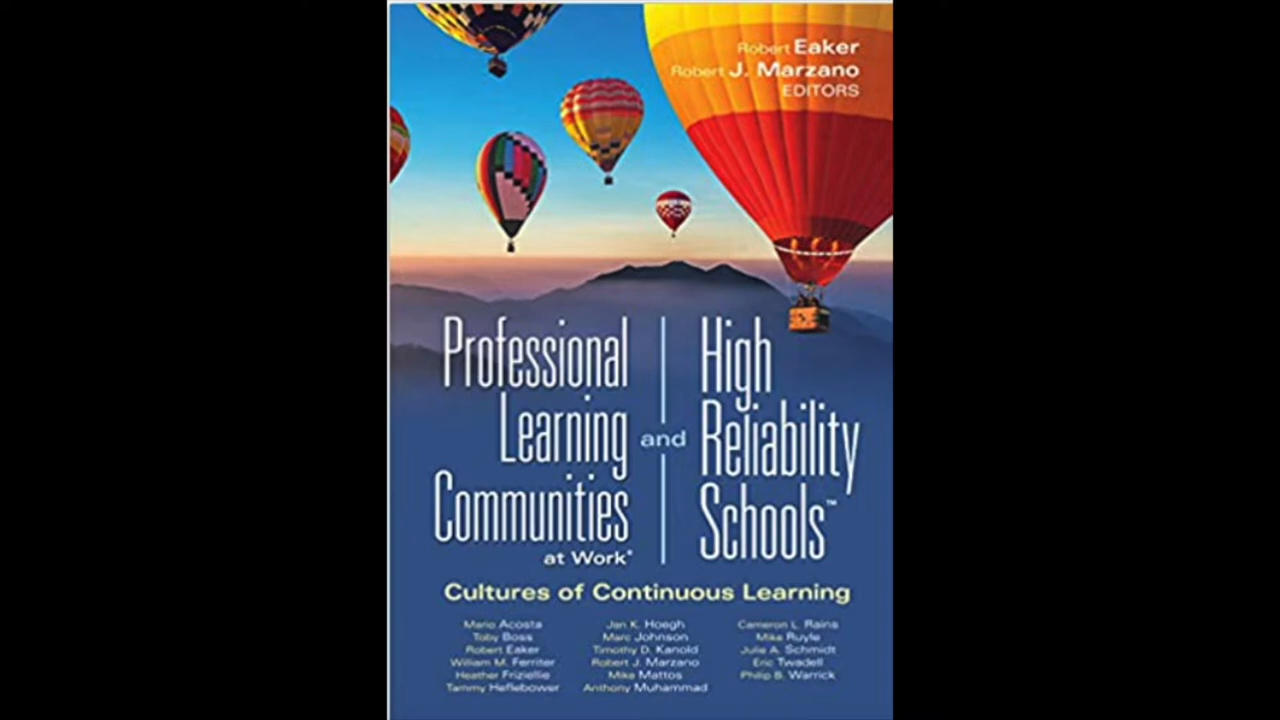 Robert Eaker
Robert J. Marzano
EDITORS
Professional
Learning
Communities
at Work®
and
High
Reliability
Schools™
Cultures of Continuous Learning
Mario Acosta
Toby Boss
Robert Eaker
William M. Ferriter
Heather Friziellie
Tammy Heflebower
Jan K. Hoegh
Marc Johnson
Timothy D. Kanold
Robert J. Marzano
Mike Mattos
Anthony Muhammad
Cameron L. Rains
Mike Ruyle
Julie A. Schmidt
Eric Twadell
Philip B. Warrick